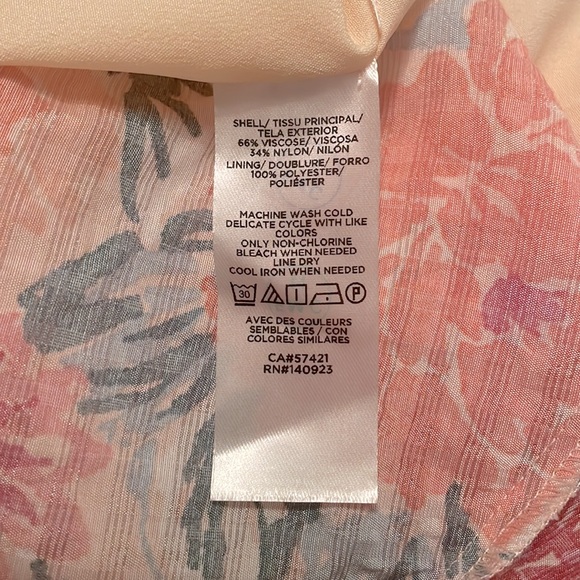 SHELL/ TISSU PRINCIPAL/
TELA EXTERIOR
66% VISCOSE/ VISCOSA
34% NYLON/ NILÓN
LINING/ DOUBLURE/ FORRO
100% POLYESTER/
POLIÉSTER
MACHINE WASH COLD
DELICATE CYCLE WITH LIKE
COLORS
ONLY NON-CHLORINE
BLEACH WHEN NEEDED
LINE DRY
COOL IRON WHEN NEEDED
30 P
AVEC DES COULEURS
SEMBLABLES / CON
COLORES SIMILARES
CA#57421
RN#140923